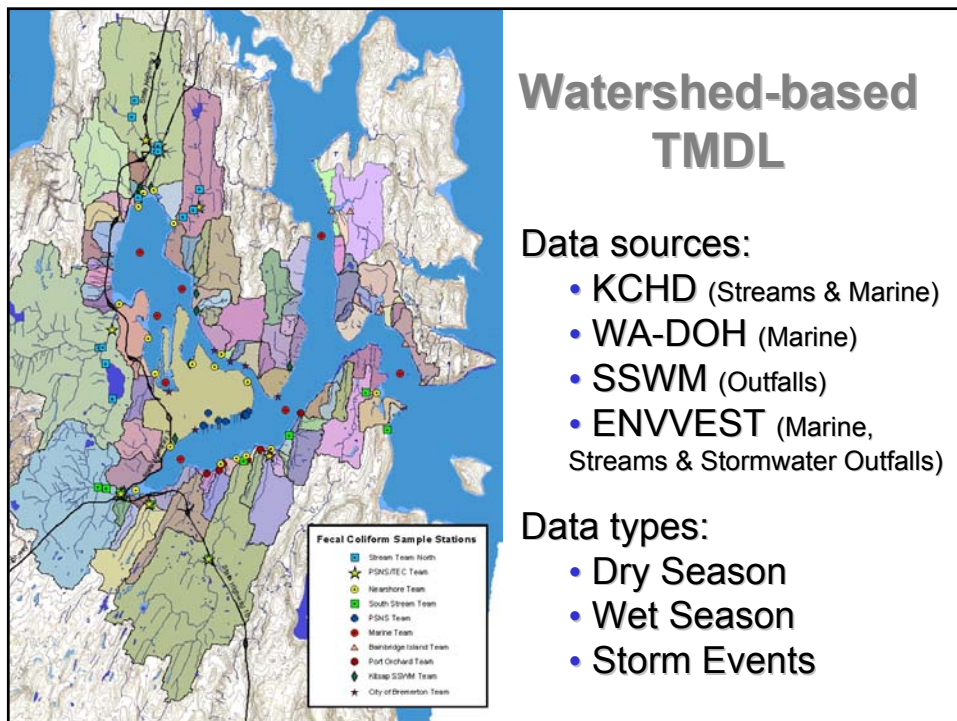 Watershed-based
TMDL
Data sources:
• KCHD (Streams & Marine)
• WA-DOH (Marine)
• SSWM (Outfalls)
• ENVVEST (Marine,
Streams & Stormwater Outfalls)
Data types:
• Dry Season
• Wet Season
• Storm Events
Fecal Coliform Sample Stations
Stream Team North
PSNS/TEC Team
Nearshore Team
South Stream Team
PSNS Team
Marine Team
Bainbridge Island Team
Port Orchard Team
Kitsap SSWM Team
City of Bremerton Team
State Highway 3